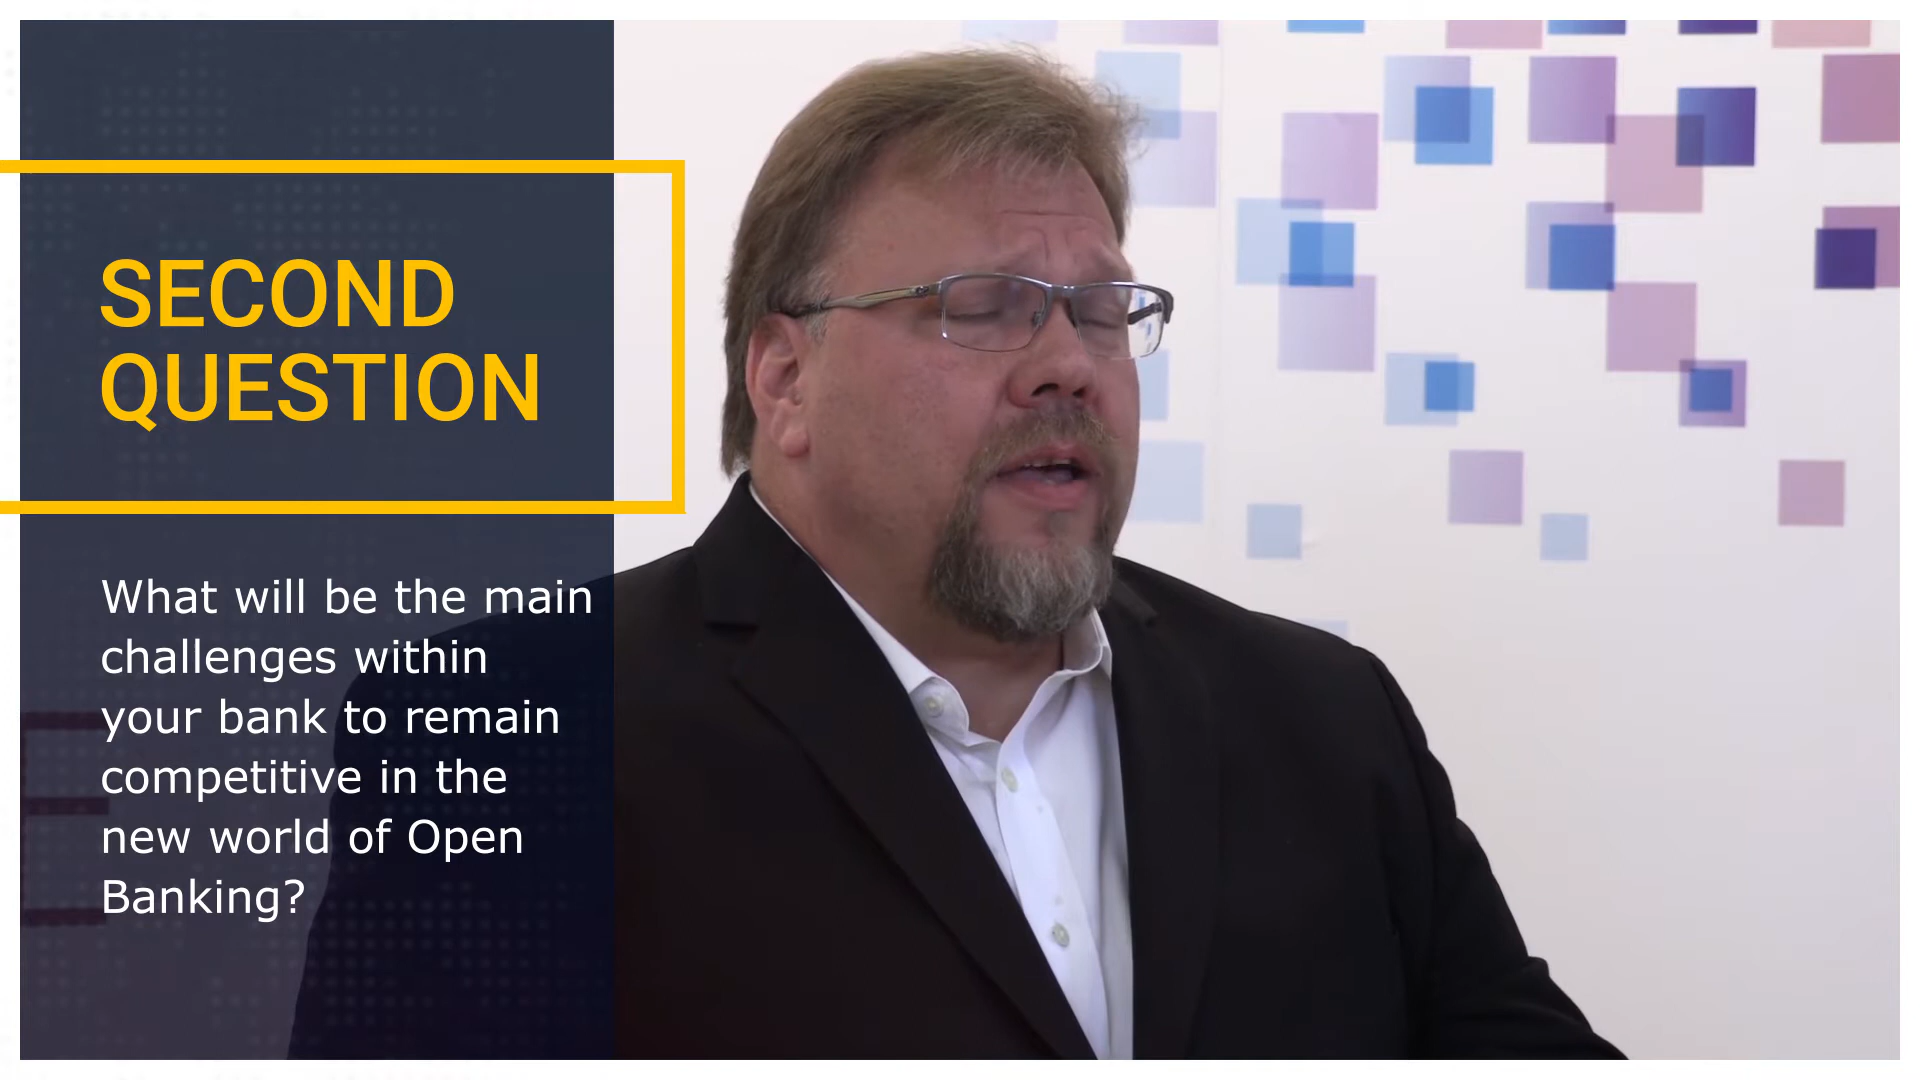 SECOND
QUESTION
What will be the main
challenges within
your bank to remain
competitive in the
new world of Open
Banking?